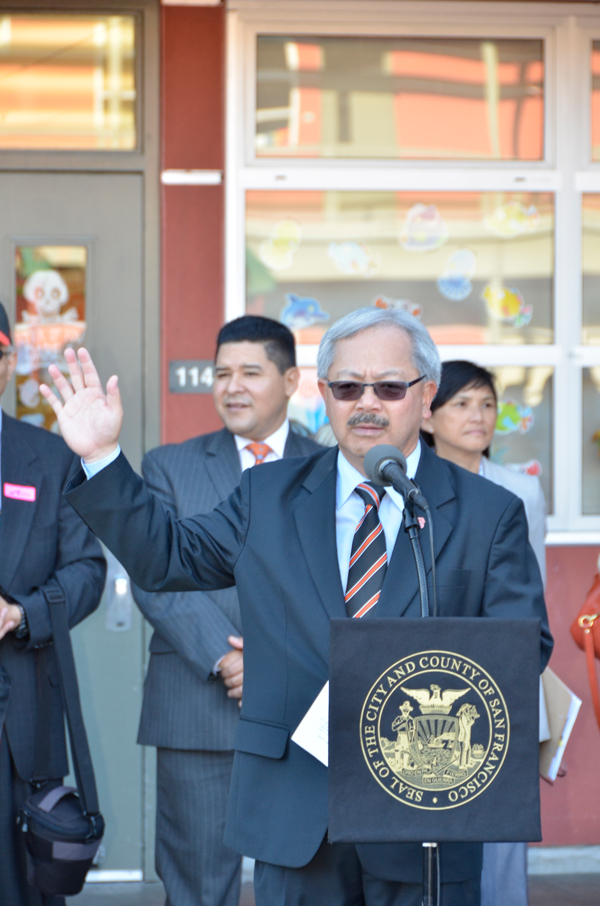 114
SEAL OF THE CITY AND COUNTY OF SAN FRANCISCO